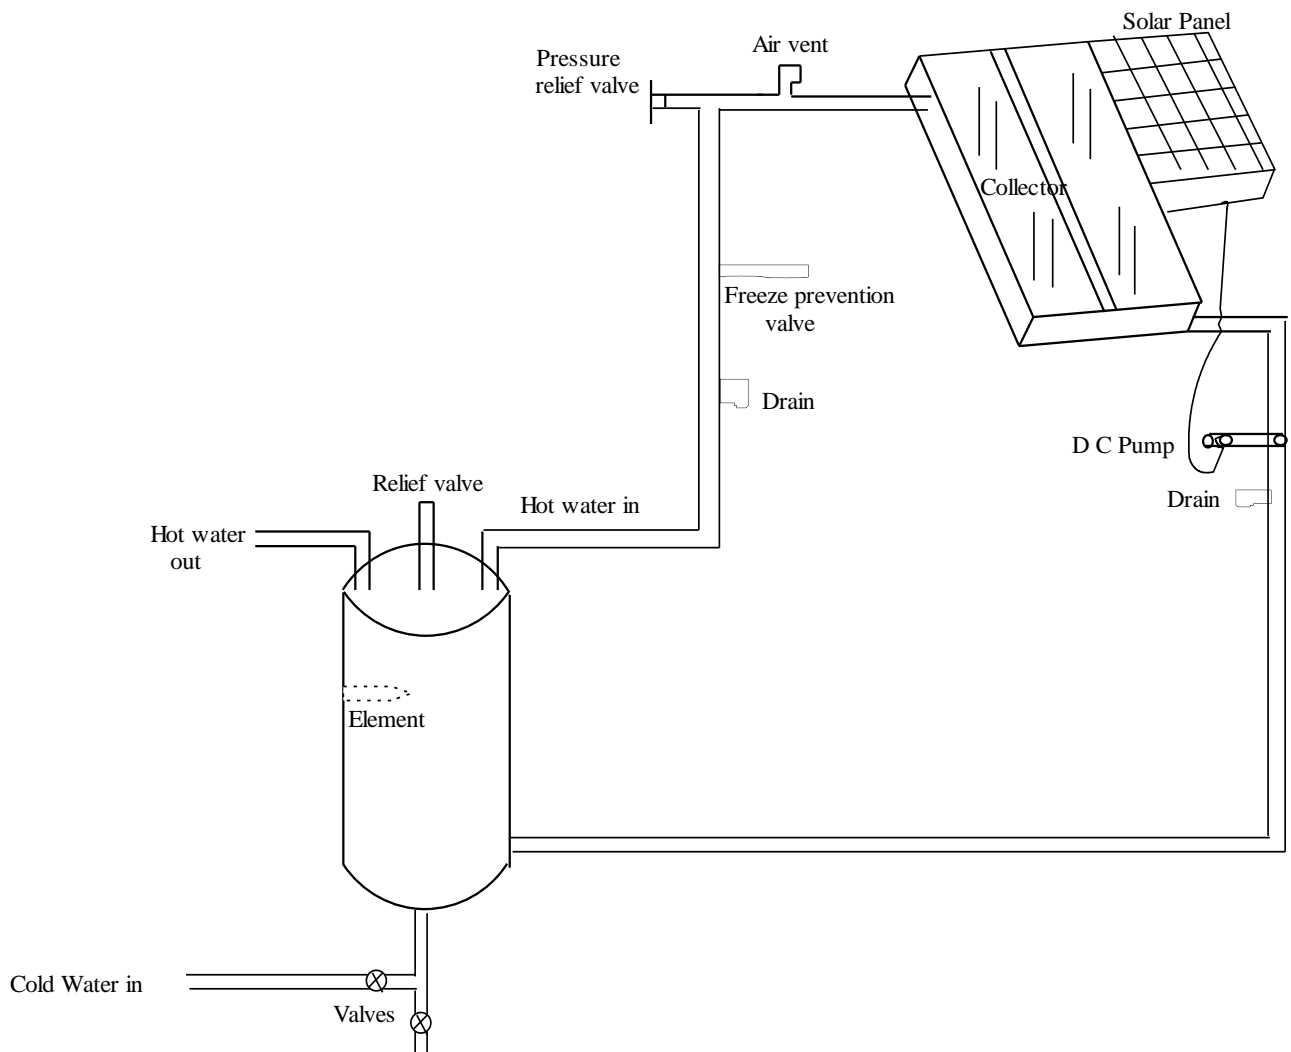 Solar Panel
Air vent
Pressure
relief valve
Collector
Freeze prevention
valve
Drain
D C Pump
Relief valve
Hot water in
Drain
Hot water
out
Element
Cold Water in
Valves